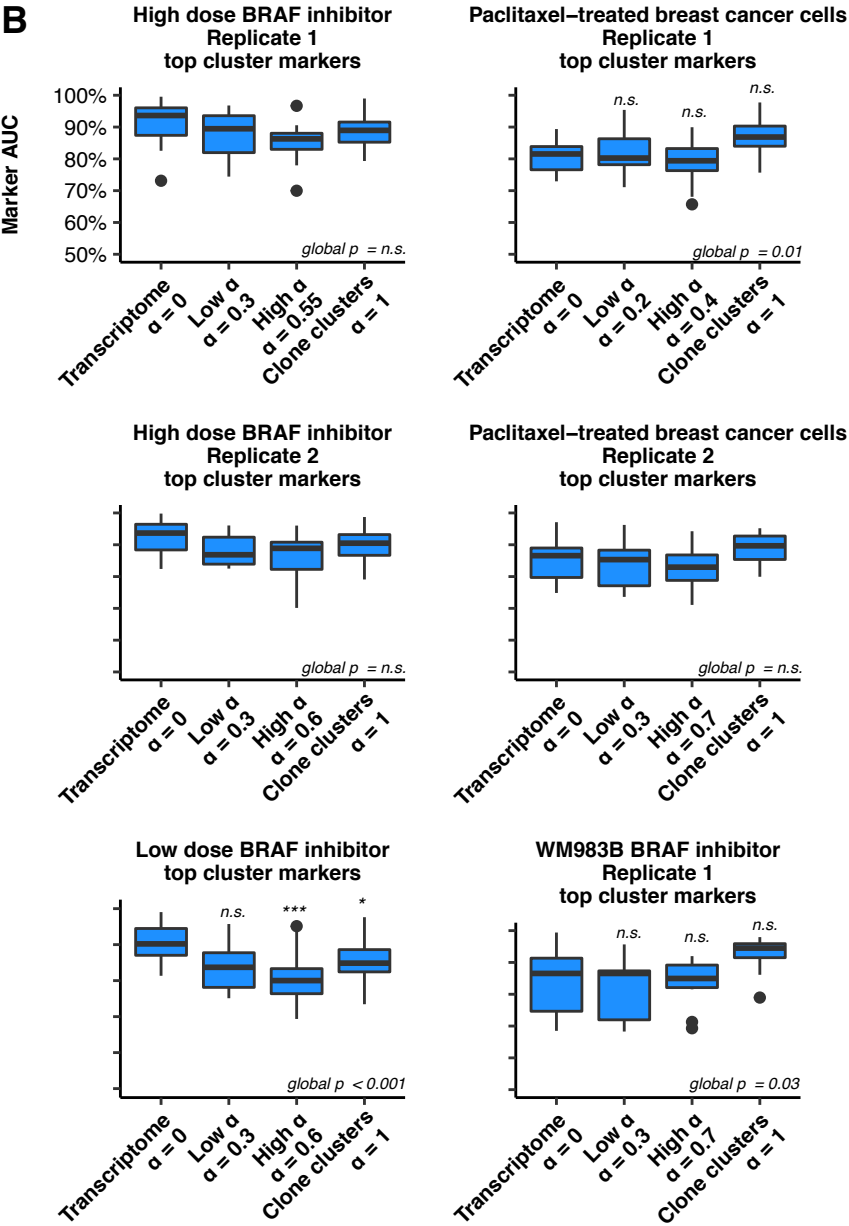 B
High dose BRAF inhibitor
Replicate 1
top cluster markers
Marker AUC
100%
90%
80%
70%
60%
50%
global p = n.s.
Transcriptome
ɑ = 0
Low ɑ
ɑ = 0.3
High ɑ
ɑ = 0.55
Clone clusters
ɑ = 1
Paclitaxel–treated breast cancer cells
Replicate 1
top cluster markers
n.s.
n.s.
n.s.
global p = 0.01
Transcriptome
ɑ = 0
Low ɑ
ɑ = 0.2
High ɑ
ɑ = 0.4
Clone clusters
ɑ = 1
High dose BRAF inhibitor
Replicate 2
top cluster markers
global p = n.s.
Transcriptome
ɑ = 0
Low ɑ
ɑ = 0.3
High ɑ
ɑ = 0.6
Clone clusters
ɑ = 1
Paclitaxel–treated breast cancer cells
Replicate 2
top cluster markers
global p = n.s.
Transcriptome
ɑ = 0
Low ɑ
ɑ = 0.3
High ɑ
ɑ = 0.7
Clone clusters
ɑ = 1
Low dose BRAF inhibitor
top cluster markers
n.s.
***
*
global p < 0.001
Transcriptome
ɑ = 0
Low ɑ
ɑ = 0.3
High ɑ
ɑ = 0.6
Clone clusters
ɑ = 1
WM983B BRAF inhibitor
Replicate 1
top cluster markers
n.s.
n.s.
n.s.
global p = 0.03
Transcriptome
ɑ = 0
Low ɑ
ɑ = 0.3
High ɑ
ɑ = 0.7
Clone clusters
ɑ = 1